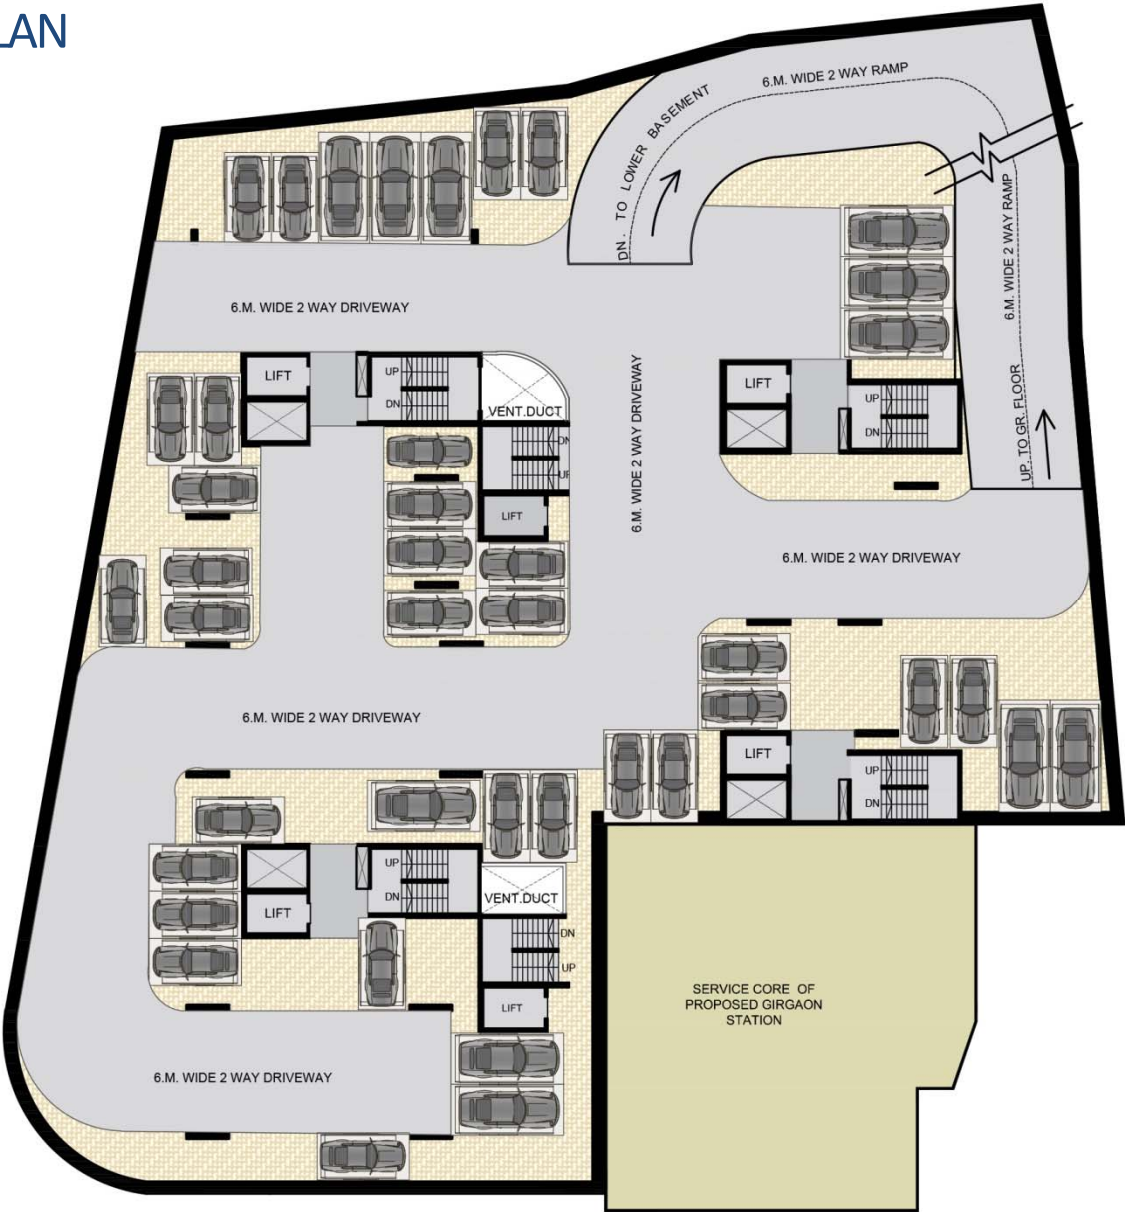 LAN
6.M. WIDE 2 WAY RAMP
DN. TO LOWER BASEMENT
6.M. WIDE 2 WAY RAMP
6.M. WIDE 2 WAY DRIVEWAY
6.M. WIDE 2 WAY DRIVEWAY
LIFT
UP
DN
VENT.DUCT
LIFT
UP
DN
UP. TO GR. FLOOR
DN
UP
LIFT
6.M. WIDE 2 WAY DRIVEWAY
6.M. WIDE 2 WAY DRIVEWAY
LIFT
UP
DN
UP
DN
LIFT
VENT.DUCT
DN
UP
LIFT
SERVICE CORE OF
PROPOSED GIRGAON
STATION
6.M. WIDE 2 WAY DRIVEWAY